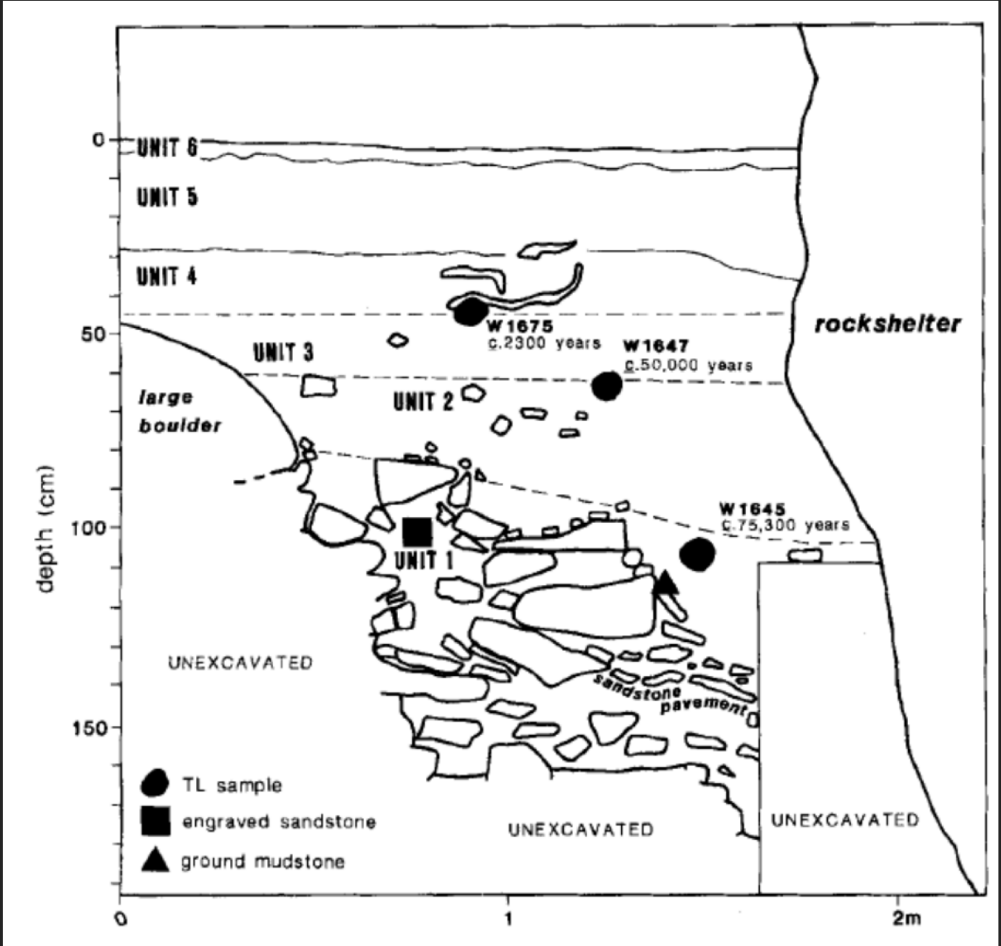 0
UNIT 6
UNIT 5
UNIT 4
50
W1675
c.2300 years
W1647
c.50,000 years
rockshelter
UNIT 3
UNIT 2
large
boulder
depth (cm)
100
W1645
c.75,300 years
UNIT 1
UNEXCAVATED
sandstone
pavement
150
TL sample
engraved sandstone
ground mudstone
UNEXCAVATED
UNEXCAVATED
0
1
2m